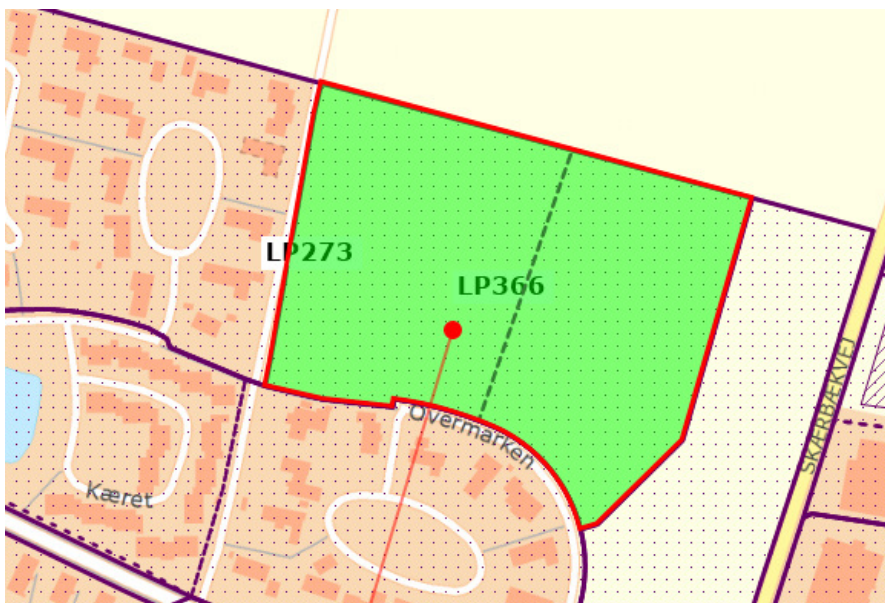 LP273
LP366
Overmarken
SKÆRBÆKVEJ
Kæret